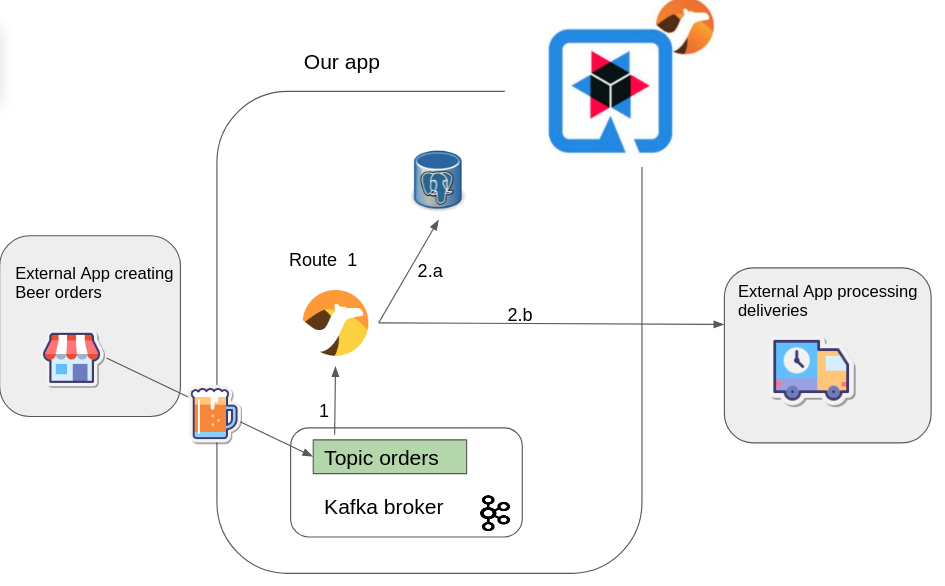 Our app
Route  1
2.a
2.b
External App creating
Beer orders
External App processing
deliveries
1
Topic orders
Kafka broker